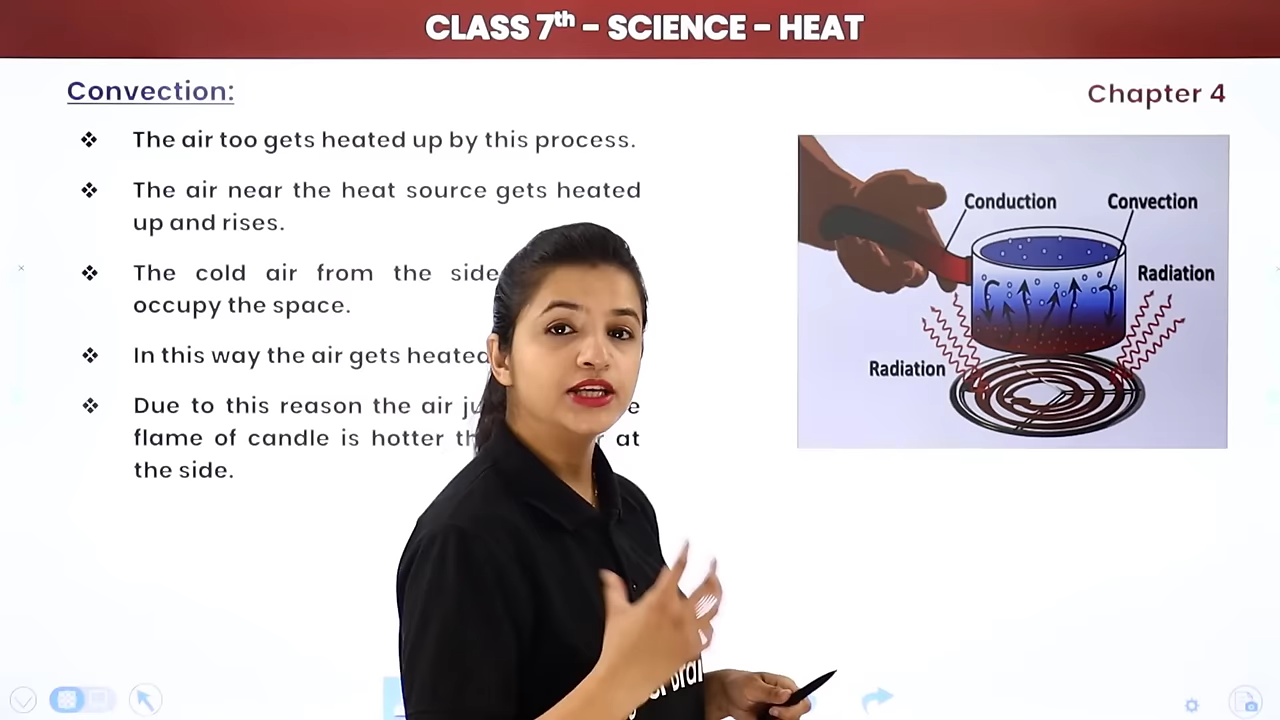 CLASS 7th - SCIENCE - HEAT
Convection:
Chapter 4
❖ The air too gets heated up by this process.
❖ The air near the heat source gets heated
up and rises.
❖ The cold air from the side
occupy the space.
❖ In this way the air gets heated
❖ Due to this reason the air
flame of candle is hotter at
the side.
Conduction
Convection
Radiation
Radiation